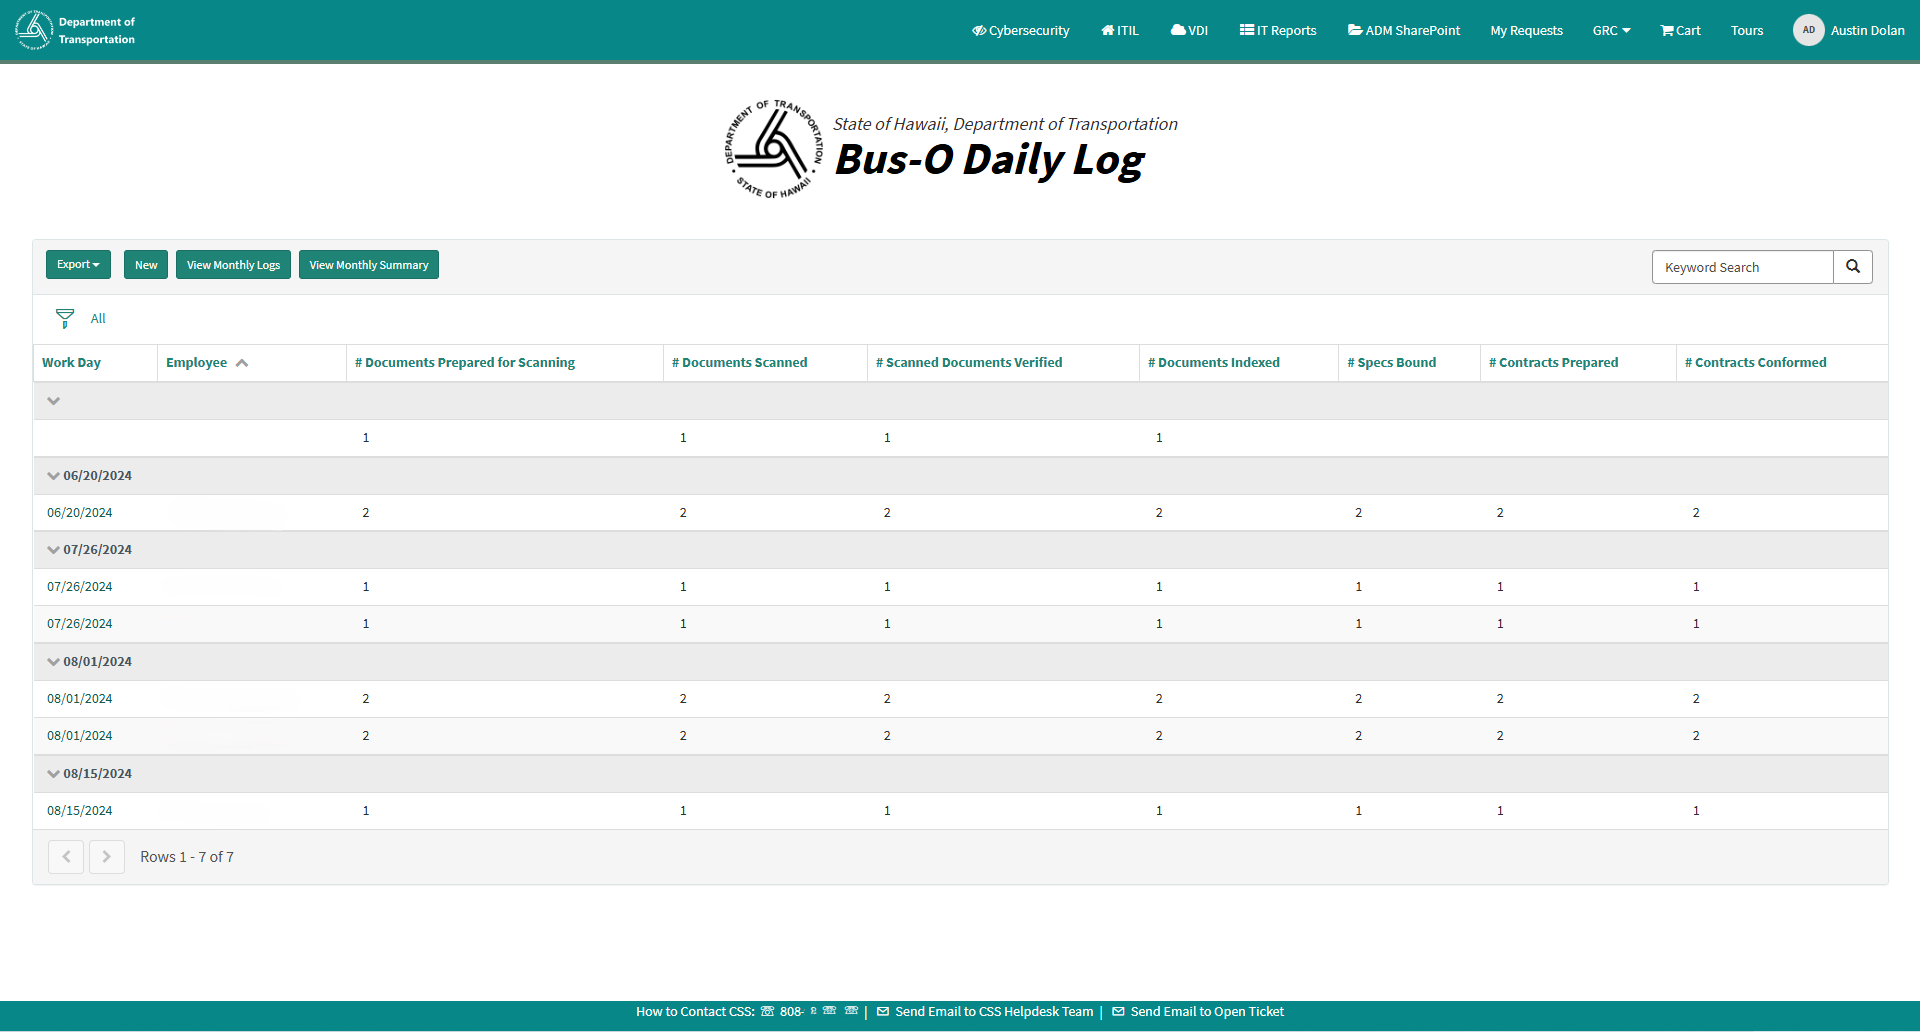 Department of
Transportation
Cybersecurity ITIL VDI IT Reports ADM SharePoint My Requests GRC Cart Tours AD Austin Dolan
DEPARTMENT OF TRANSPORTATION • STATE OF HAWAII •
State of Hawaii, Department of Transportation
Bus-O Daily Log
Export New View Monthly Logs View Monthly Summary Keyword Search
All
Work Day Employee # Documents Prepared for Scanning # Documents Scanned # Scanned Documents Verified # Documents Indexed # Specs Bound # Contracts Prepared # Contracts Conformed
1 1 1 1
06/20/2024
06/20/2024 2 2 2 2 2 2 2
07/26/2024
07/26/2024 1 1 1 1 1 1 1
07/26/2024 1 1 1 1 1 1 1
08/01/2024
08/01/2024 2 2 2 2 2 2 2
08/01/2024 2 2 2 2 2 2 2
08/15/2024
08/15/2024 1 1 1 1 1 1 1
Rows 1 - 7 of 7
How to Contact CSS: ☏ 808- ☏ ☏ | Send Email to CSS Helpdesk Team | Send Email to Open Ticket